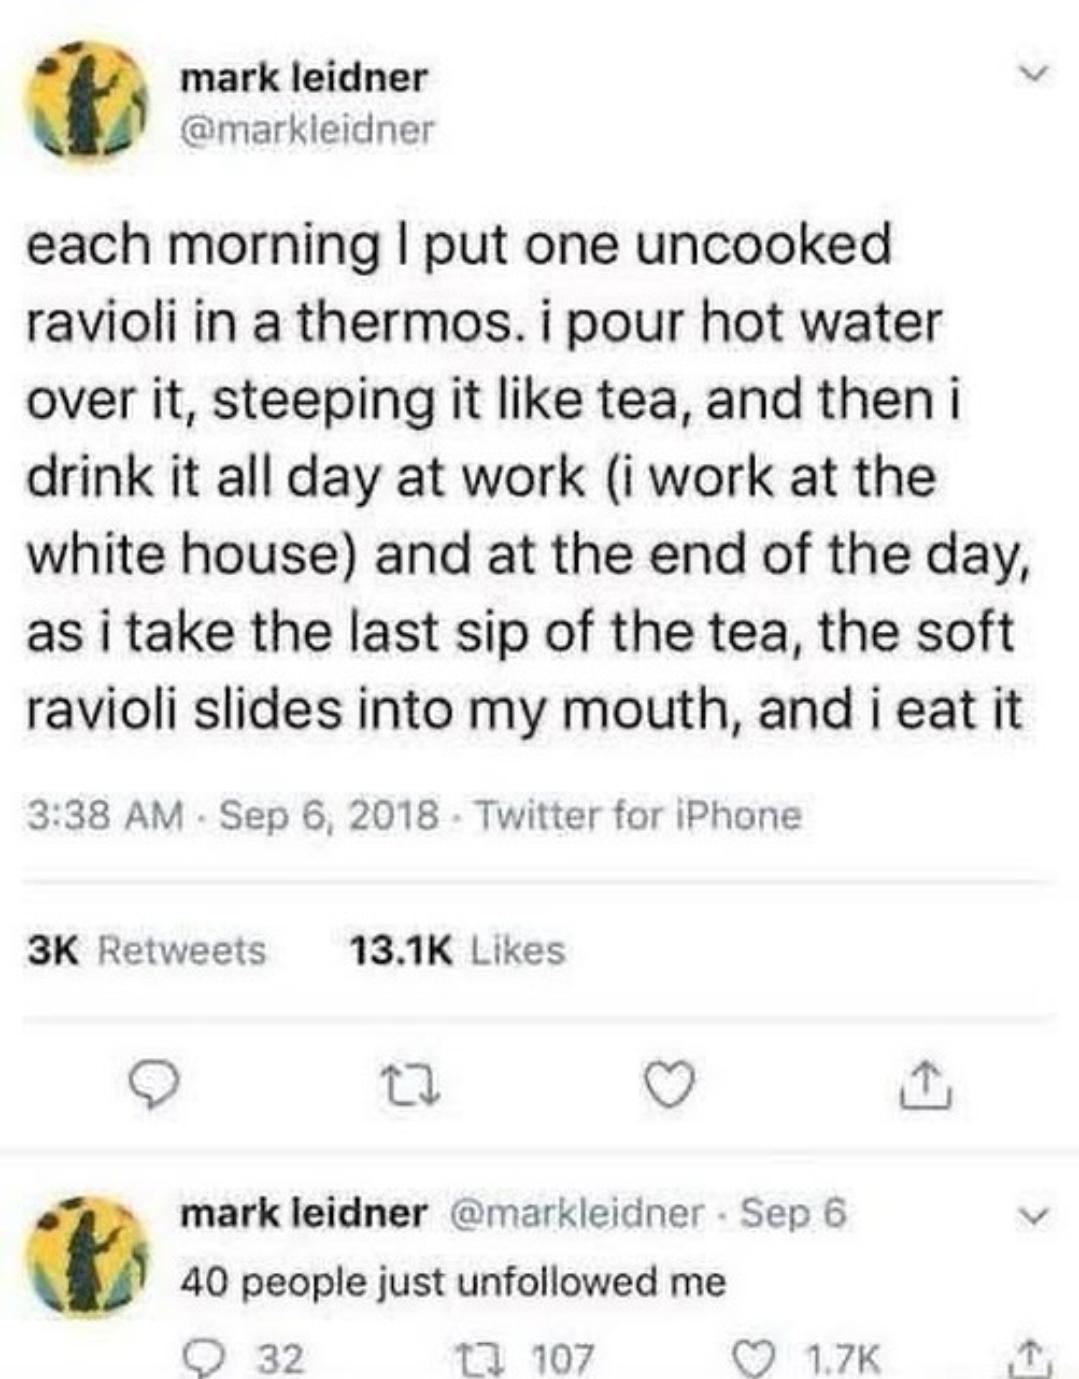 mark leidner
@markleidner
each morning I put one uncooked
ravioli in a thermos. i pour hot water
over it, steeping it like tea, and then i
drink it all day at work (i work at the
white house) and at the end of the day,
as i take the last sip of the tea, the soft
ravioli slides into my mouth, and i eat it
3:38 AM · Sep 6, 2018 · Twitter for iPhone
3K Retweets 13.1K Likes
mark leidner @markleidner · Sep 6
40 people just unfollowed me
32 107 1.7K